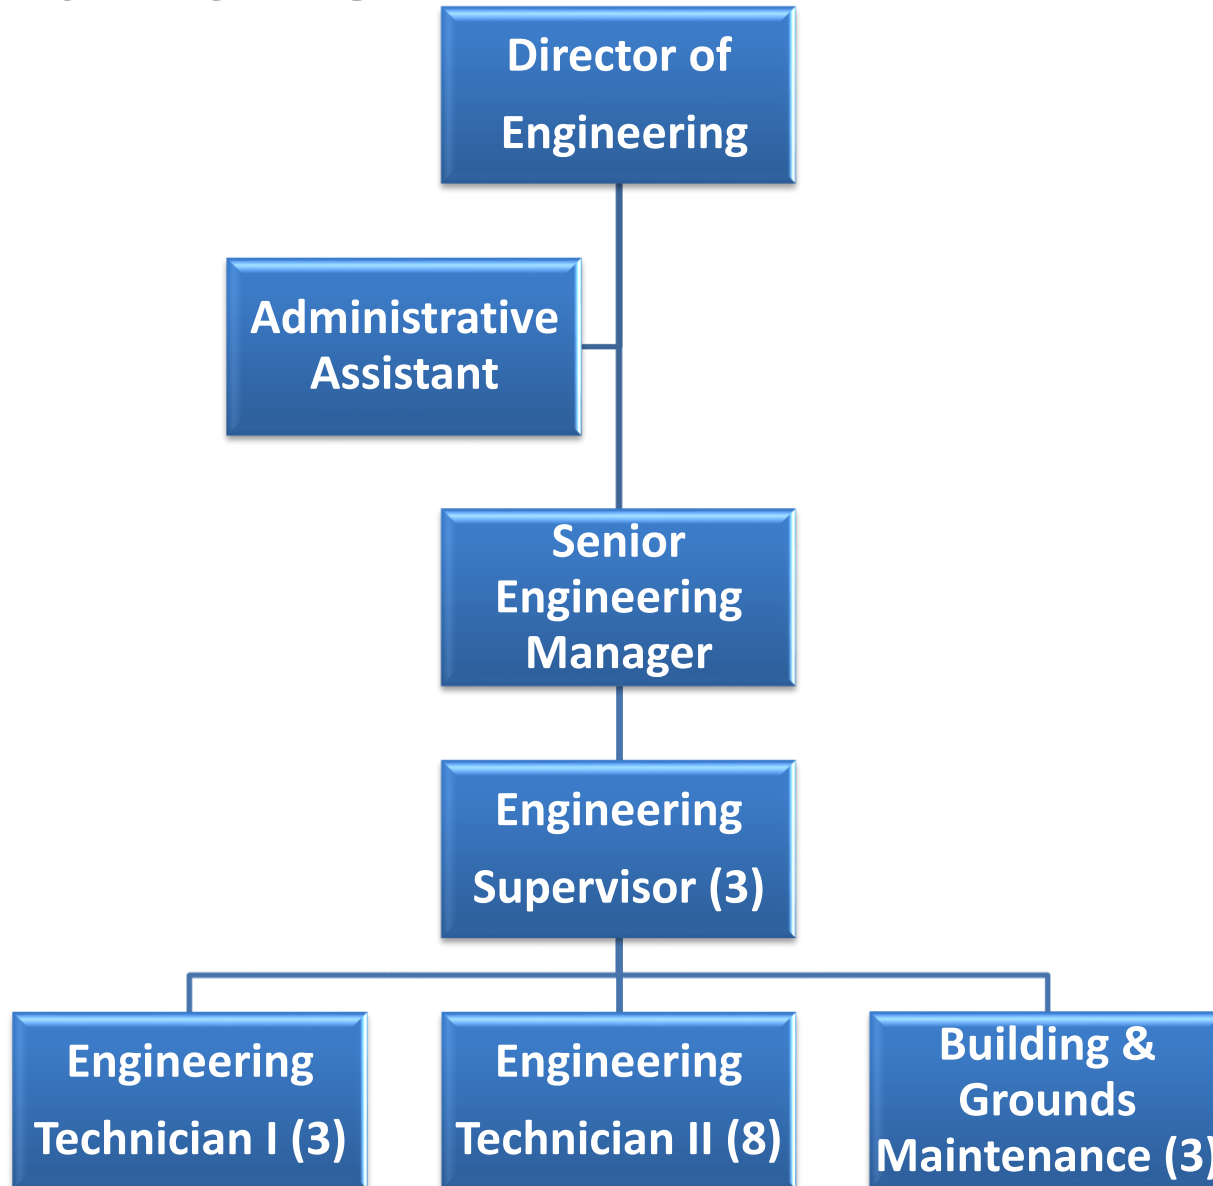 Director of
Engineering
Administrative
Assistant
Senior
Engineering
Manager
Engineering
Supervisor (3)
Engineering
Technician I (3)
Engineering
Technician II (8)
Building &
Grounds
Maintenance (3)